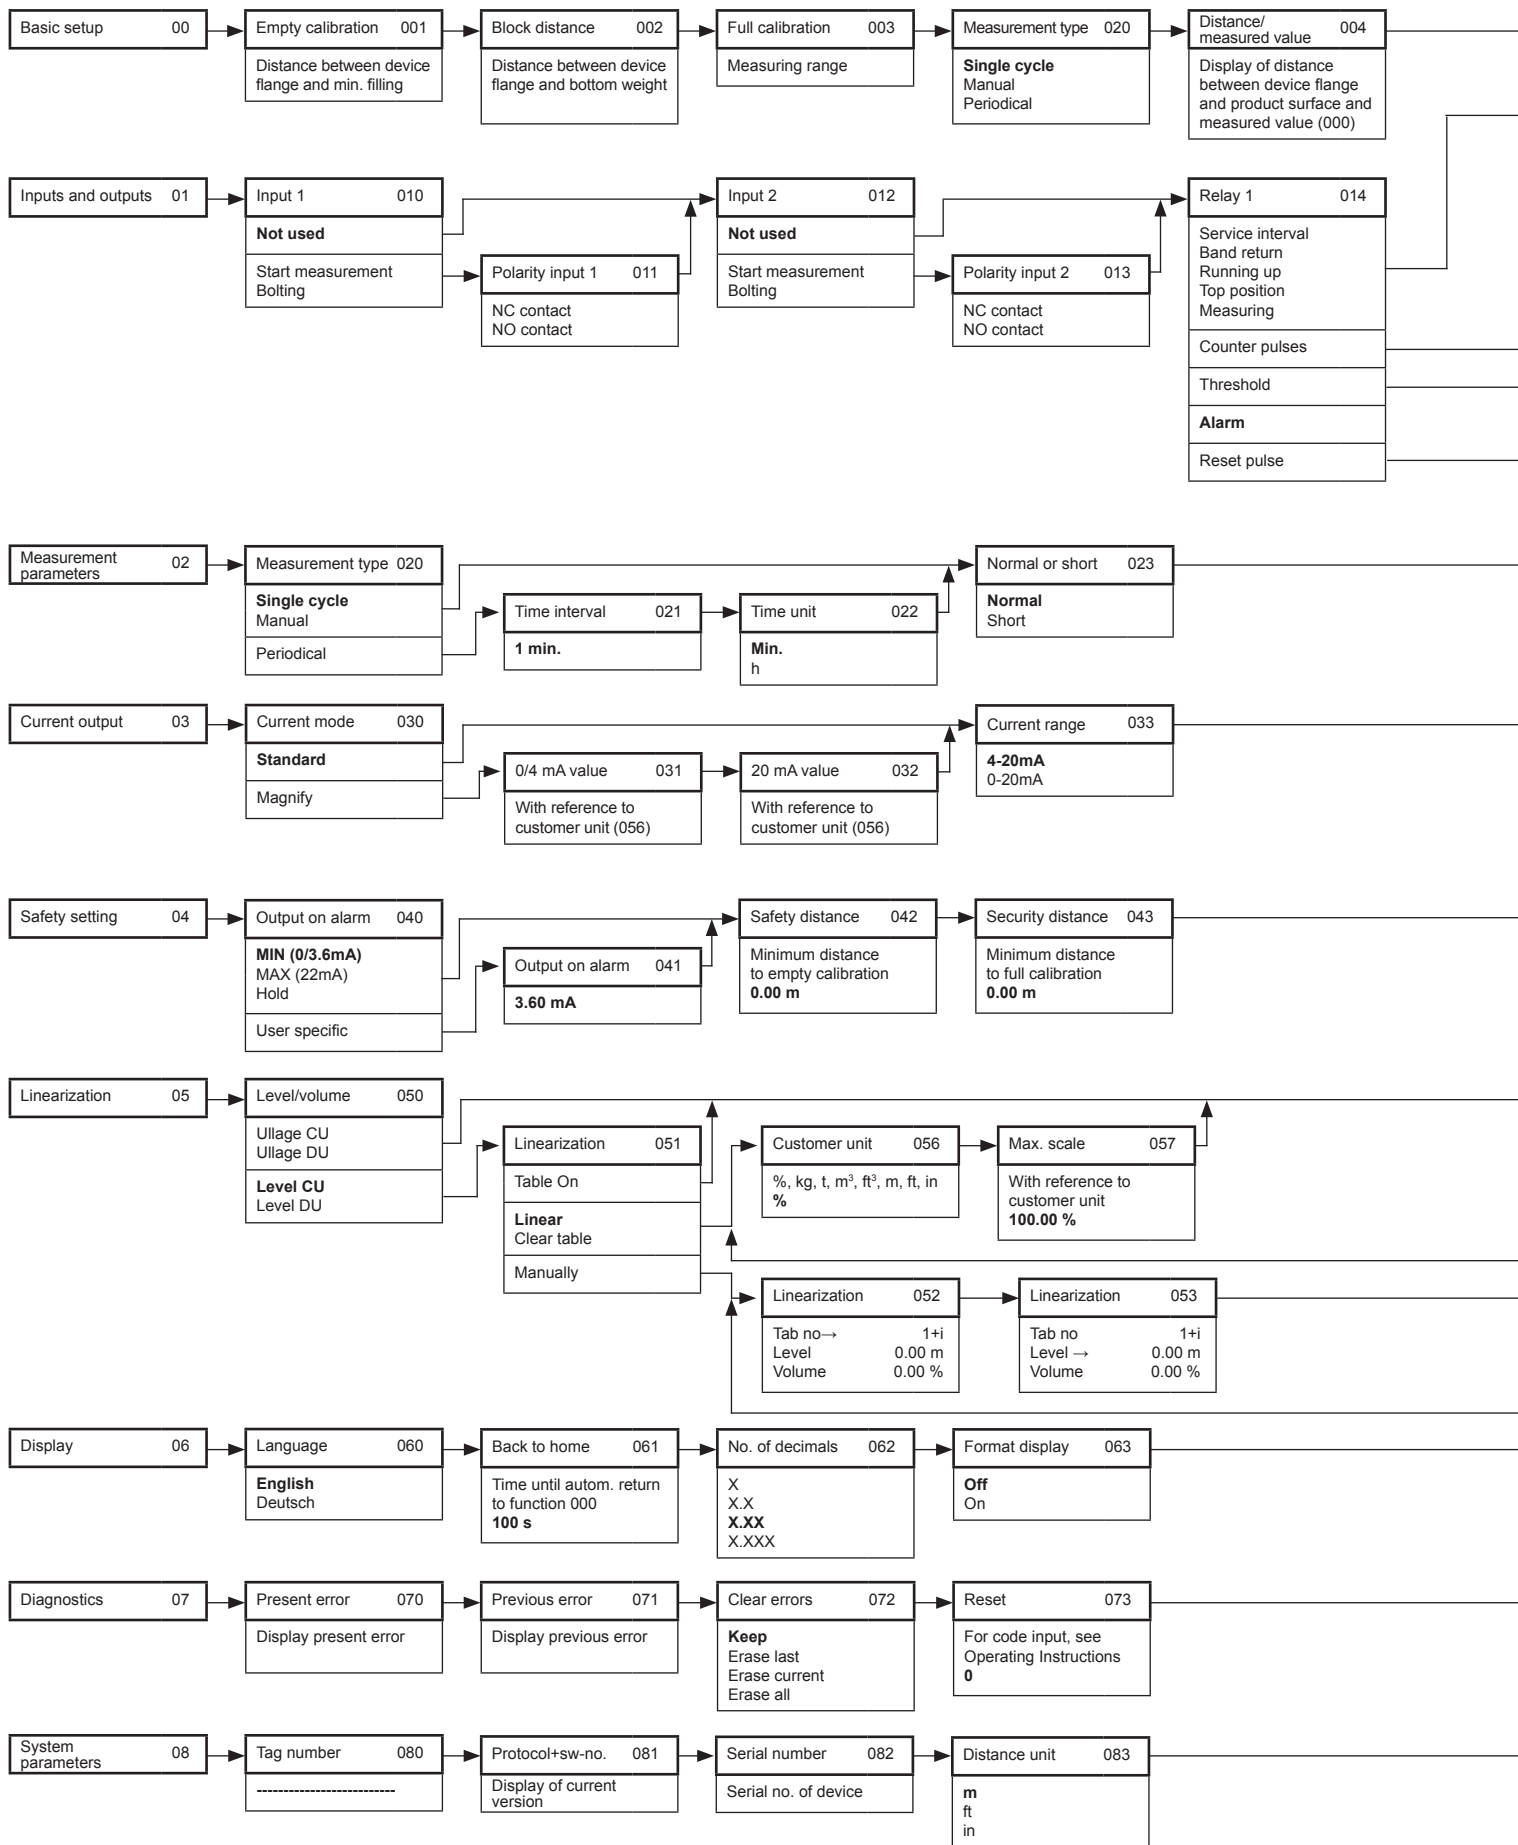 Basic setup 00
Empty calibration 001
Distance between device
flange and min. filling
Block distance 002
Distance between device
flange and bottom weight
Full calibration 003
Measuring range
Measurement type 020
Single cycle
Manual
Periodical
Distance/
measured value 004
Display of distance
between device flange
and product surface and
measured value (000)
Inputs and outputs 01
Input 1 010
Not used
Start measurement
Bolting
Polarity input 1 011
NC contact
NO contact
Input 2 012
Not used
Start measurement
Bolting
Polarity input 2 013
NC contact
NO contact
Relay 1 014
Service interval
Band return
Running up
Top position
Measuring
Counter pulses
Threshold
Alarm
Reset pulse
Measurement
parameters 02
Measurement type 020
Single cycle
Manual
Periodical
Time interval 021
1 min.
Time unit 022
Min.
h
Normal or short 023
Normal
Short
Current output 03
Current mode 030
Standard
Magnify
0/4 mA value 031
With reference to
customer unit (056)
20 mA value 032
With reference to
customer unit (056)
Current range 033
4-20mA
0-20mA
Safety setting 04
Output on alarm 040
MIN (0/3.6mA)
MAX (22mA)
Hold
User specific
Output on alarm 041
3.60 mA
Safety distance 042
Minimum distance
to empty calibration
0.00 m
Security distance 043
Minimum distance
to full calibration
0.00 m
Linearization 05
Level/volume 050
Ullage CU
Ullage DU
Level CU
Level DU
Linearization 051
Table On
Linear
Clear table
Manually
Customer unit 056
%, kg, t, m³, ft³, m, ft, in
%
Max. scale 057
With reference to
customer unit
100.00 %
Linearization 052
Tab no→ 1+i
Level 0.00 m
Volume 0.00 %
Linearization 053
Tab no 1+i
Level → 0.00 m
Volume 0.00 %
Display 06
Language 060
English
Deutsch
Back to home 061
Time until autom. return
to function 000
100 s
No. of decimals 062
X
X.X
X.XX
X.XXX
Format display 063
Off
On
Diagnostics 07
Present error 070
Display present error
Previous error 071
Display previous error
Clear errors 072
Keep
Erase last
Erase current
Erase all
Reset 073
For code input, see
Operating Instructions
0
System
parameters 08
Tag number 080
--------------------------
Protocol+sw-no. 081
Display of current
version
Serial number 082
Serial no. of device
Distance unit 083
m
ft
in